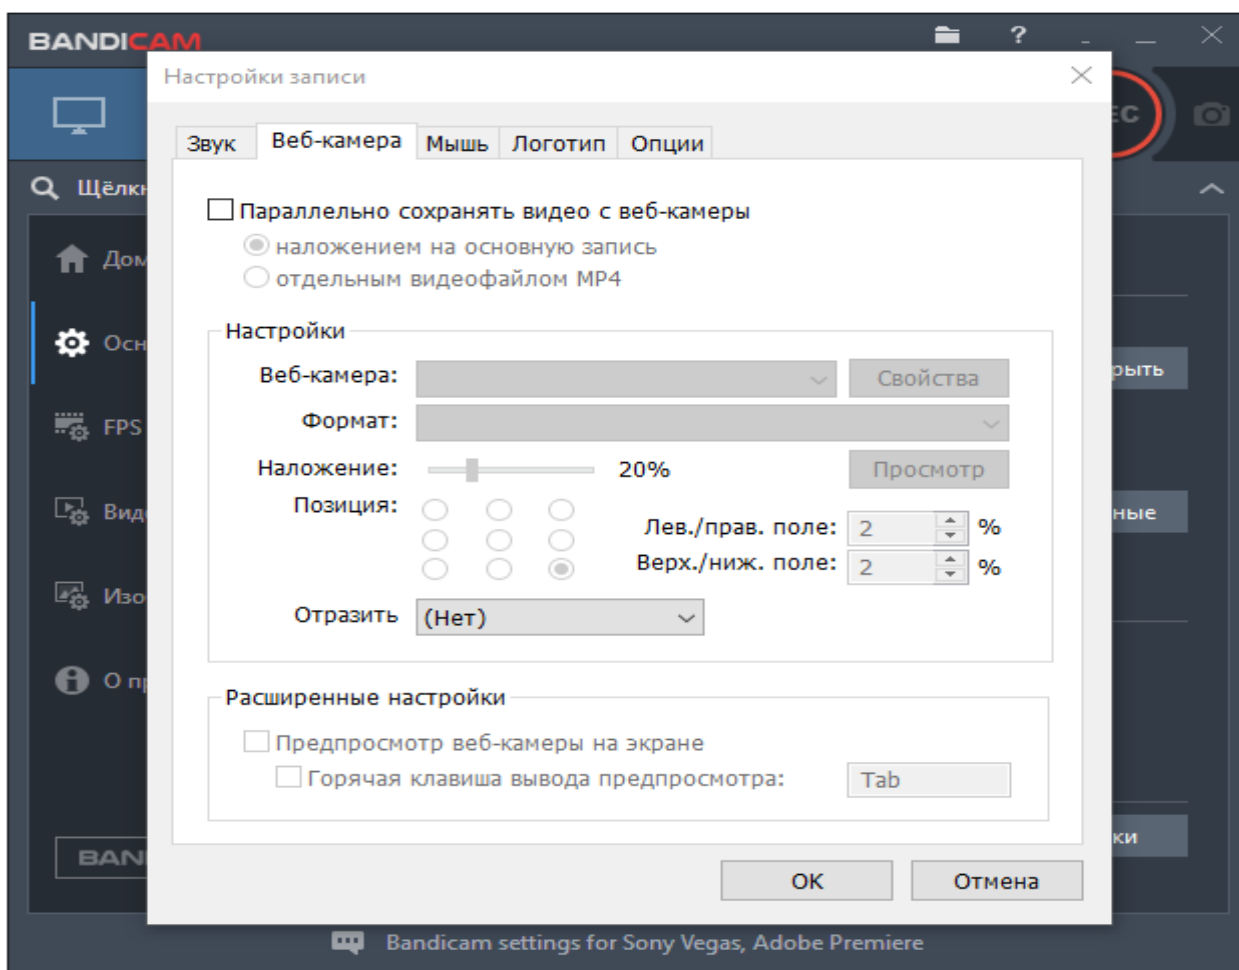 BANDICAM
?
Настройки записи
Звук Веб-камера Мышь Логотип Опции
Параллельно сохранять видео с веб-камеры
наложением на основную запись
отдельным видеофайлом MP4
Настройки
Веб-камера: Свойства
Формат:
Наложение: 20% Просмотр
Позиция:
Лев./прав. поле: 2 %
Верх./ниж. поле: 2 %
Отразить (Нет)
Расширенные настройки
Предпросмотр веб-камеры на экране
Горячая клавиша вывода предпросмотра: Tab
OK Отмена
FPS
Bandicam settings for Sony Vegas, Adobe Premiere